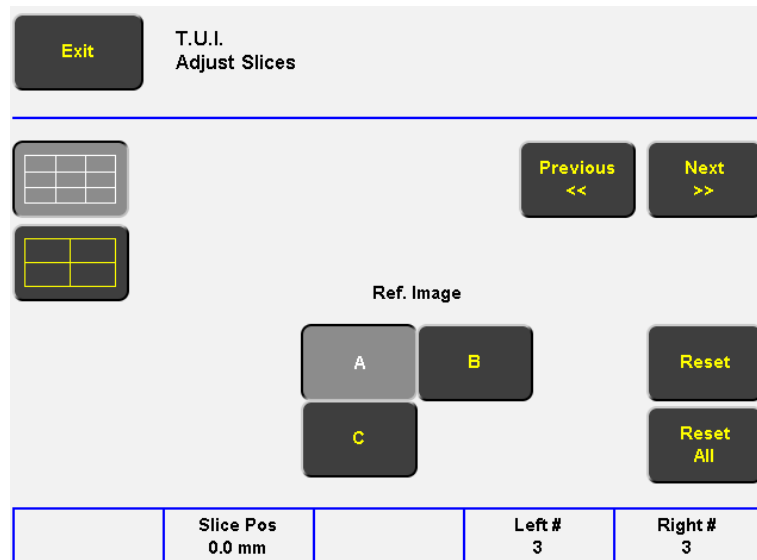 Exit
T.U.I.
Adjust Slices
Previous
<<
Next
>>
Ref. Image
A
B
Reset
C
Reset
All
Slice Pos
0.0 mm
Left #
3
Right #
3